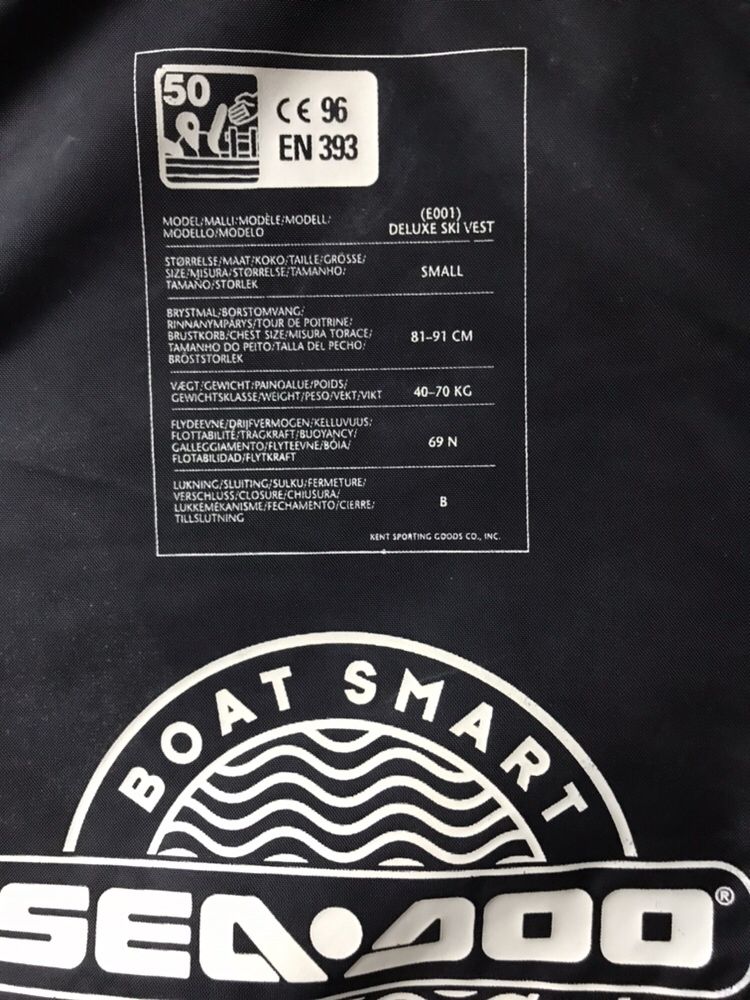 50
CE 96
EN 393
MODEL/MALLI/MODÈLE/MODELL/
MODELLO/MODELO
(E001)
DELUXE SKI VEST
STØRRELSE/MAAT/KOKO/TAILLE/GRÖSSE/
SIZE/MISURA/STØRRELSE/TAMANHO/
TAMAÑO/STORLEK
SMALL
BRYSTMAL/BORSTOMVANG/
RINNANYMPÄRYS/TOUR DE POITRINE/
BRUSTKORB/CHEST SIZE/MISURA TORACE/
TAMANHO DO PEITO/TALLA DEL PECHO/
BRÖSTSTORLEK
81-91 CM
VÆGT/GEWICHT/PAINOALUE/POIDS/
GEWICHTSKLASSE/WEIGHT/PESO/VEKT/VIKT
40-70 KG
FLYDEEVNE/DRIJFVERMOGEN/KELLUVUUS/
FLOTTABILITÉ/TRAGKRAFT/BUOYANCY/
GALLEGGIAMENTO/FLYTEEVNE/BÓIA/
FLOTABILIDAD/FLYTKRAFT
69 N
LUKNING/SLUITING/SULKU/FERMETURE/
VERSCHLUSS/CLOSURE/CHIUSURA/
LUKKEMEKANISME/FECHAMENTO/CIERRE/
TILLSLUTNING
B
KENT SPORTING GOODS CO., INC.
BOAT SMART
SEA•DOO®